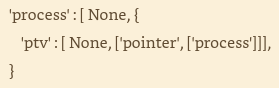 'process' : [ None, {
'ptv' : [ None, ['pointer', ['process']]],
}